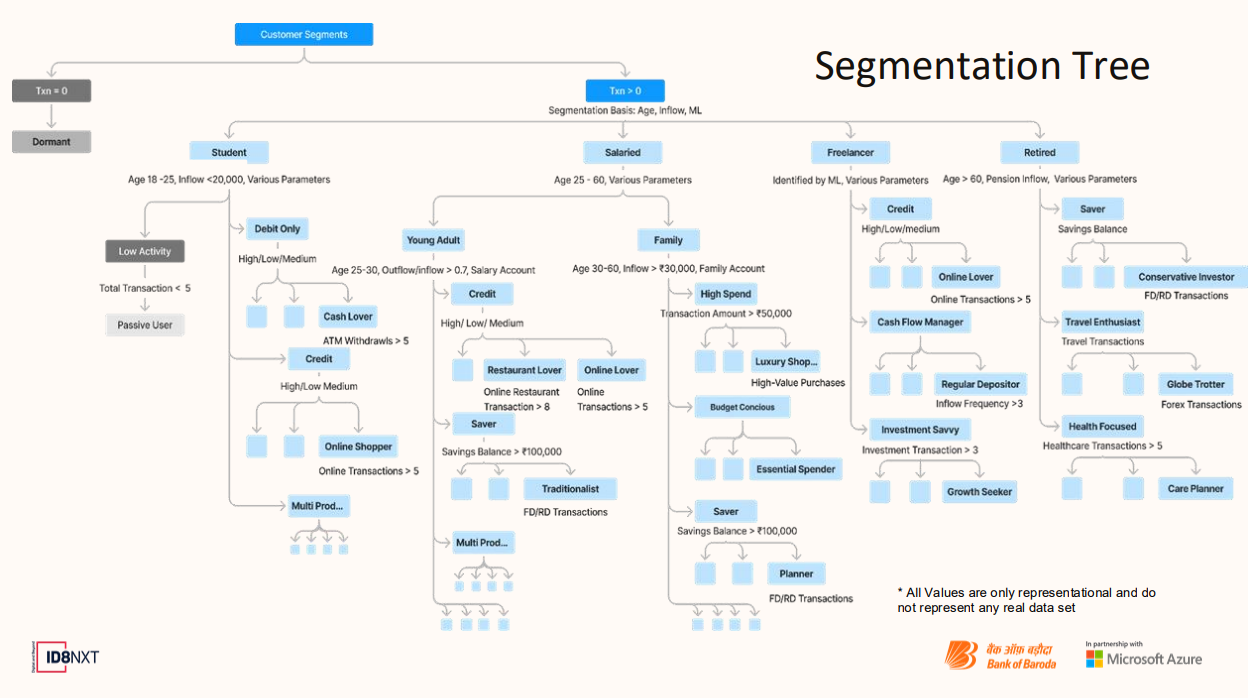 Customer Segments
Segmentation Tree
Txn = 0
Txn > 0
Segmentation Basis: Age, Inflow, ML
Dormant
Student
Salaried
Freelancer
Retired
Age 18 -25, Inflow <20,000, Various Parameters
Age 25 - 60, Various Parameters
Identified by ML, Various Parameters
Age > 60, Pension Inflow, Various Parameters
Low Activity
Total Transaction < 5
Passive User
Debit Only
High/Low/Medium
Cash Lover
ATM Withdrawls > 5
Credit
High/Low Medium
Online Shopper
Online Transactions > 5
Multi Prod...
Young Adult
Age 25-30, Outflow/inflow > 0.7, Salary Account
Credit
High/ Low/ Medium
Restaurant Lover
Online Restaurant
Transaction > 8
Online Lover
Online
Transactions > 5
Saver
Savings Balance > ₹100,000
Traditionalist
FD/RD Transactions
Multi Prod...
Family
Age 30-60, Inflow > ₹30,000, Family Account
High Spend
Transaction Amount > ₹50,000
Luxury Shop...
High-Value Purchases
Budget Concious
Essential Spender
Saver
Savings Balance > ₹100,000
Planner
FD/RD Transactions
Credit
High/Low/medium
Online Lover
Online Transactions > 5
Cash Flow Manager
Regular Depositor
Inflow Frequency >3
Investment Savvy
Investment Transaction > 3
Growth Seeker
Saver
Savings Balance
Conservative Investor
FD/RD Transactions
Travel Enthusiast
Travel Transactions
Globe Trotter
Forex Transactions
Health Focused
Healthcare Transactions > 5
Care Planner
* All Values are only representational and do
not represent any real data set
ID8NXT
बैंक ऑफ़ बड़ौदा
Bank of Baroda
In partnership with
Microsoft Azure